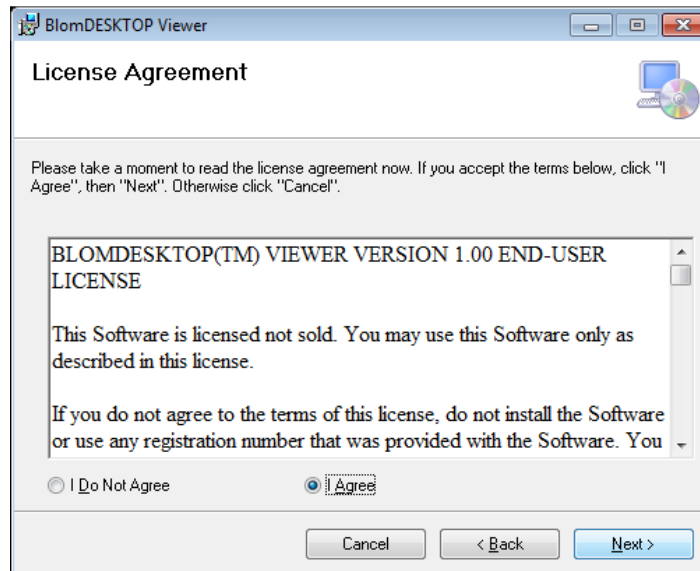 BlomDESKTOP Viewer
License Agreement
Please take a moment to read the license agreement now. If you accept the terms below, click "I
Agree", then "Next". Otherwise click "Cancel".
BLOMDESKTOP(TM) VIEWER VERSION 1.00 END-USER
LICENSE
This Software is licensed not sold. You may use this Software only as
described in this license.
If you do not agree to the terms of this license, do not install the Software
or use any registration number that was provided with the Software. You
I Do Not Agree
I Agree
Cancel
< Back
Next >